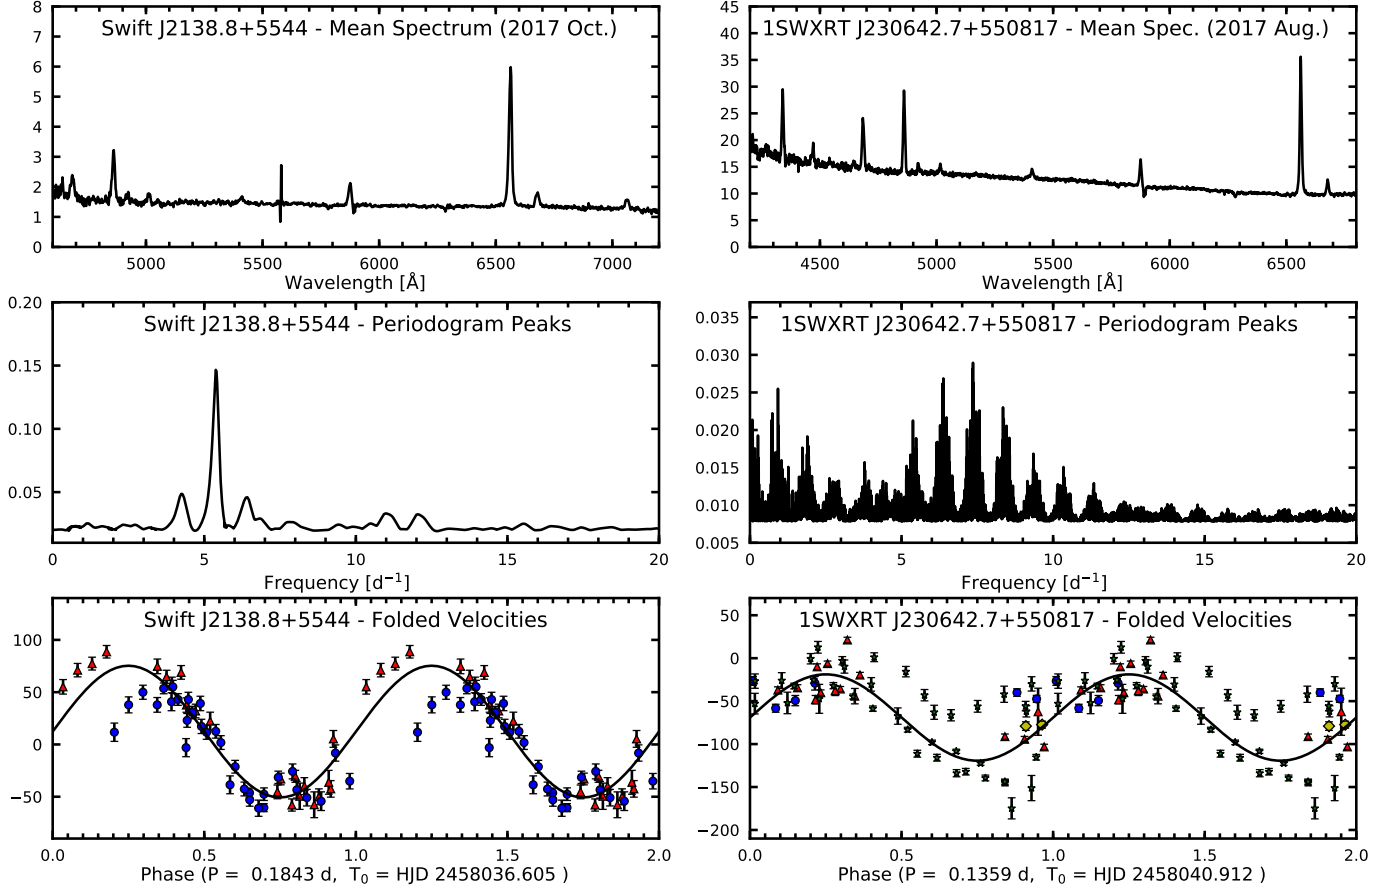 Swift J2138.8+5544 - Mean Spectrum (2017 Oct.)
8
7
6
5
4
3
2
1
0
5000 5500 6000 6500 7000
Wavelength [Å]
1SWXRT J230642.7+550817 - Mean Spec. (2017 Aug.)
45
40
35
30
25
20
15
10
5
0
4500 5000 5500 6000 6500
Wavelength [Å]
Swift J2138.8+5544 - Periodogram Peaks
0.20
0.15
0.10
0.05
0 5 10 15 20
Frequency [d⁻¹]
1SWXRT J230642.7+550817 - Periodogram Peaks
0.035
0.030
0.025
0.020
0.015
0.010
0.005
0 5 10 15 20
Frequency [d⁻¹]
Swift J2138.8+5544 - Folded Velocities
100
50
0
−50
0.0 0.5 1.0 1.5 2.0
Phase (P = 0.1843 d, T₀ = HJD 2458036.605 )
1SWXRT J230642.7+550817 - Folded Velocities
50
0
−50
−100
−150
−200
0.0 0.5 1.0 1.5 2.0
Phase (P = 0.1359 d, T₀ = HJD 2458040.912 )